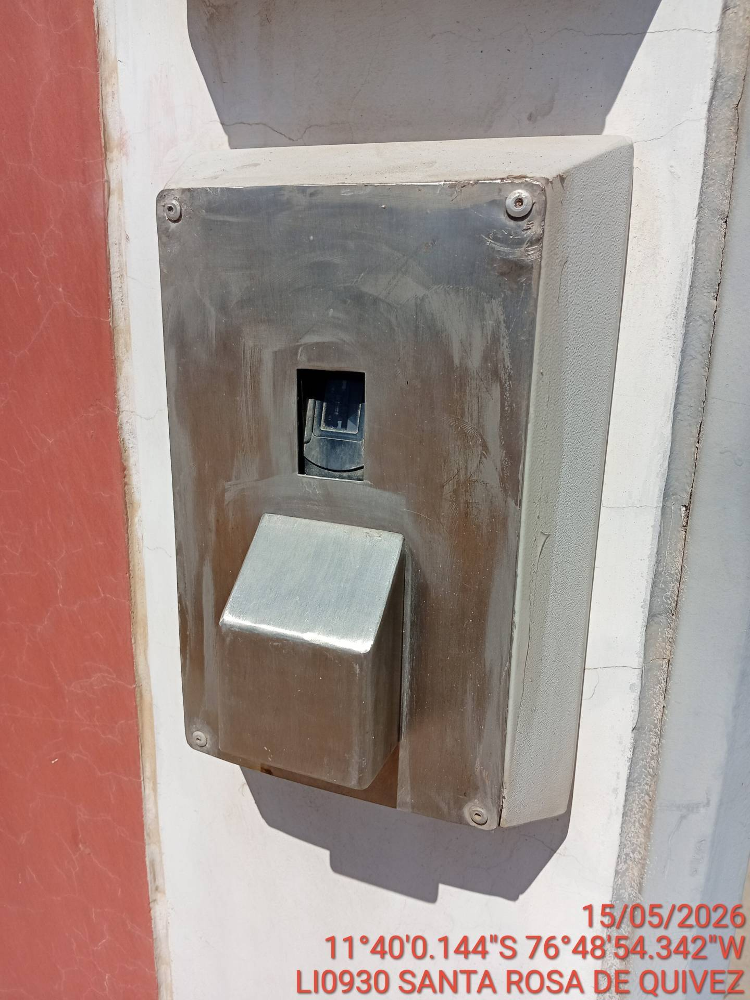 15/05/2026
11°40'0.144"S 76°48'54.342"W
LI0930 SANTA ROSA DE QUIVEZ